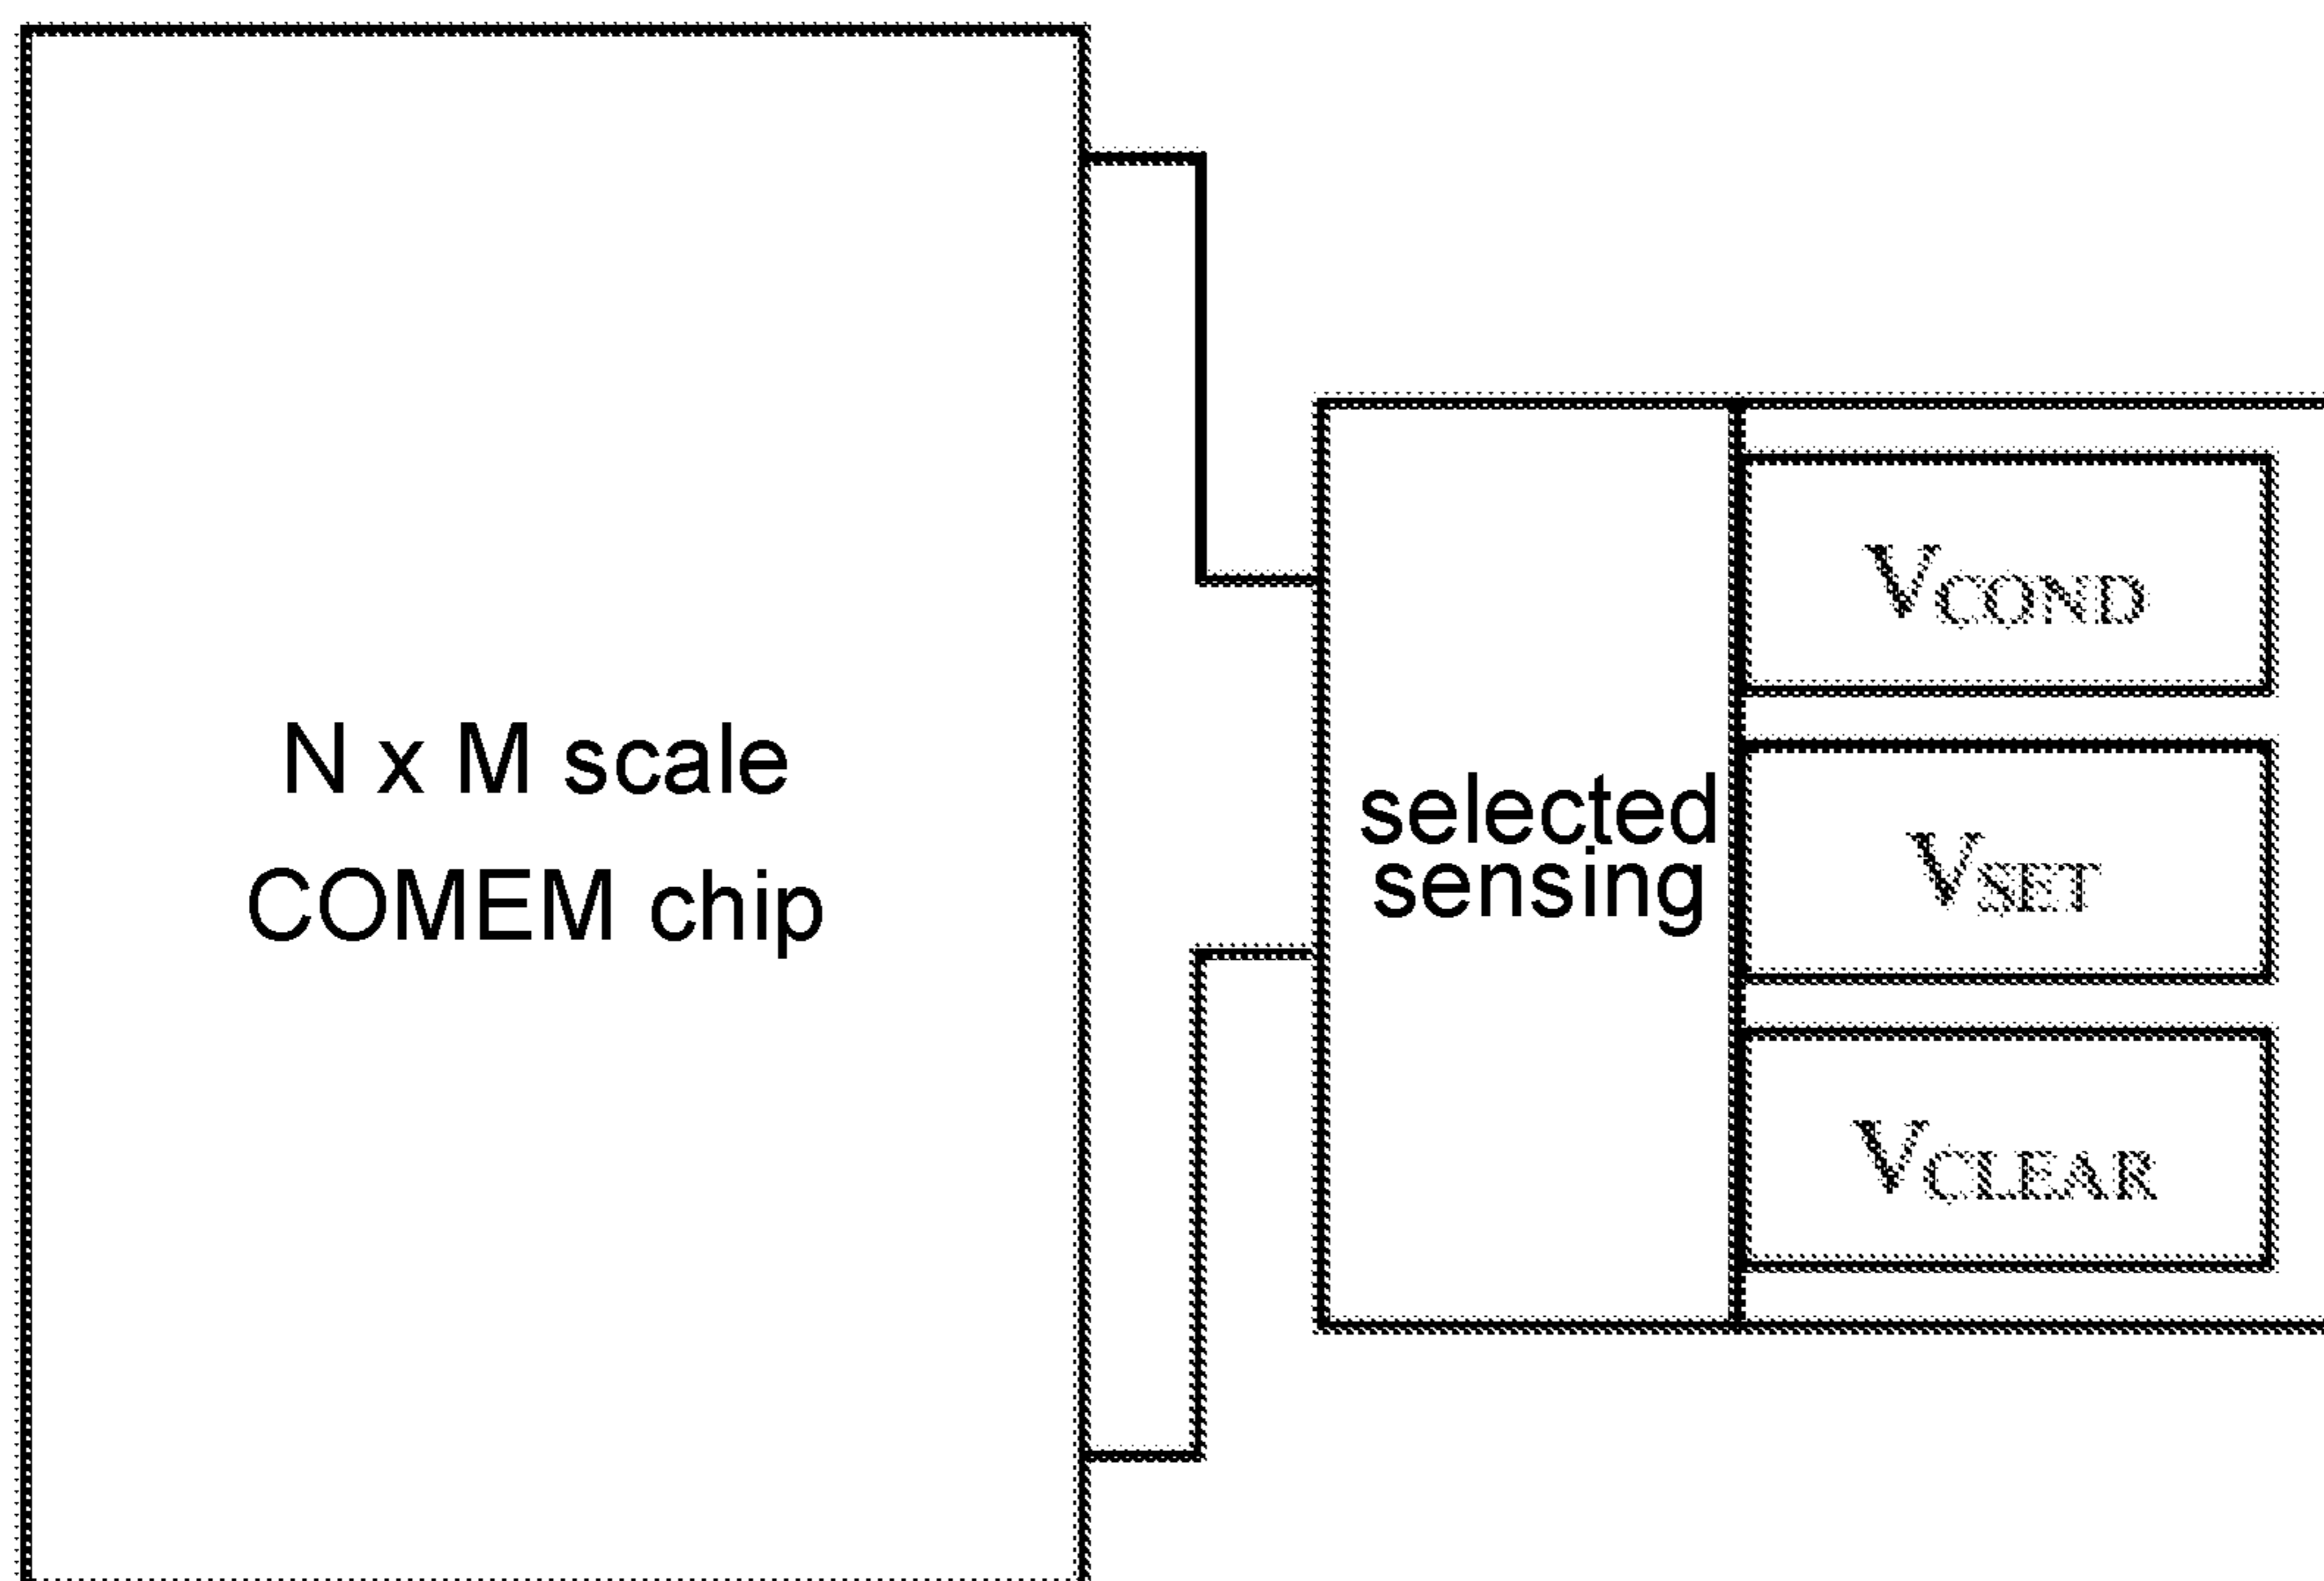 N x M scale
COMEM chip
selected
sensing
VCOND
VSET
VCLEAR